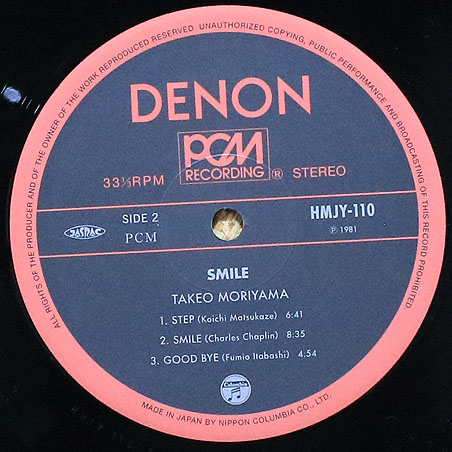 ALL RIGHTS OF THE PRODUCER AND OF THE OWNER OF THE WORK REPRODUCED RESERVED UNAUTHORIZED COPYING, PUBLIC PERFORMANCE AND BROADCASTING OF THIS RECORD PROHIBITED.
DENON
PCM
RECORDING ®
33⅓RPM
STEREO
SIDE 2
HMJY-110
JASRAC
PCM
℗ 1981
SMILE
TAKEO MORIYAMA
1. STEP (Koichi Matsukaze) 6:41
2. SMILE (Charles Chaplin) 8:35
3. GOOD BYE (Fumio Itabashi) 4:54
Columbia
MADE IN JAPAN BY NIPPON COLUMBIA CO., LTD.